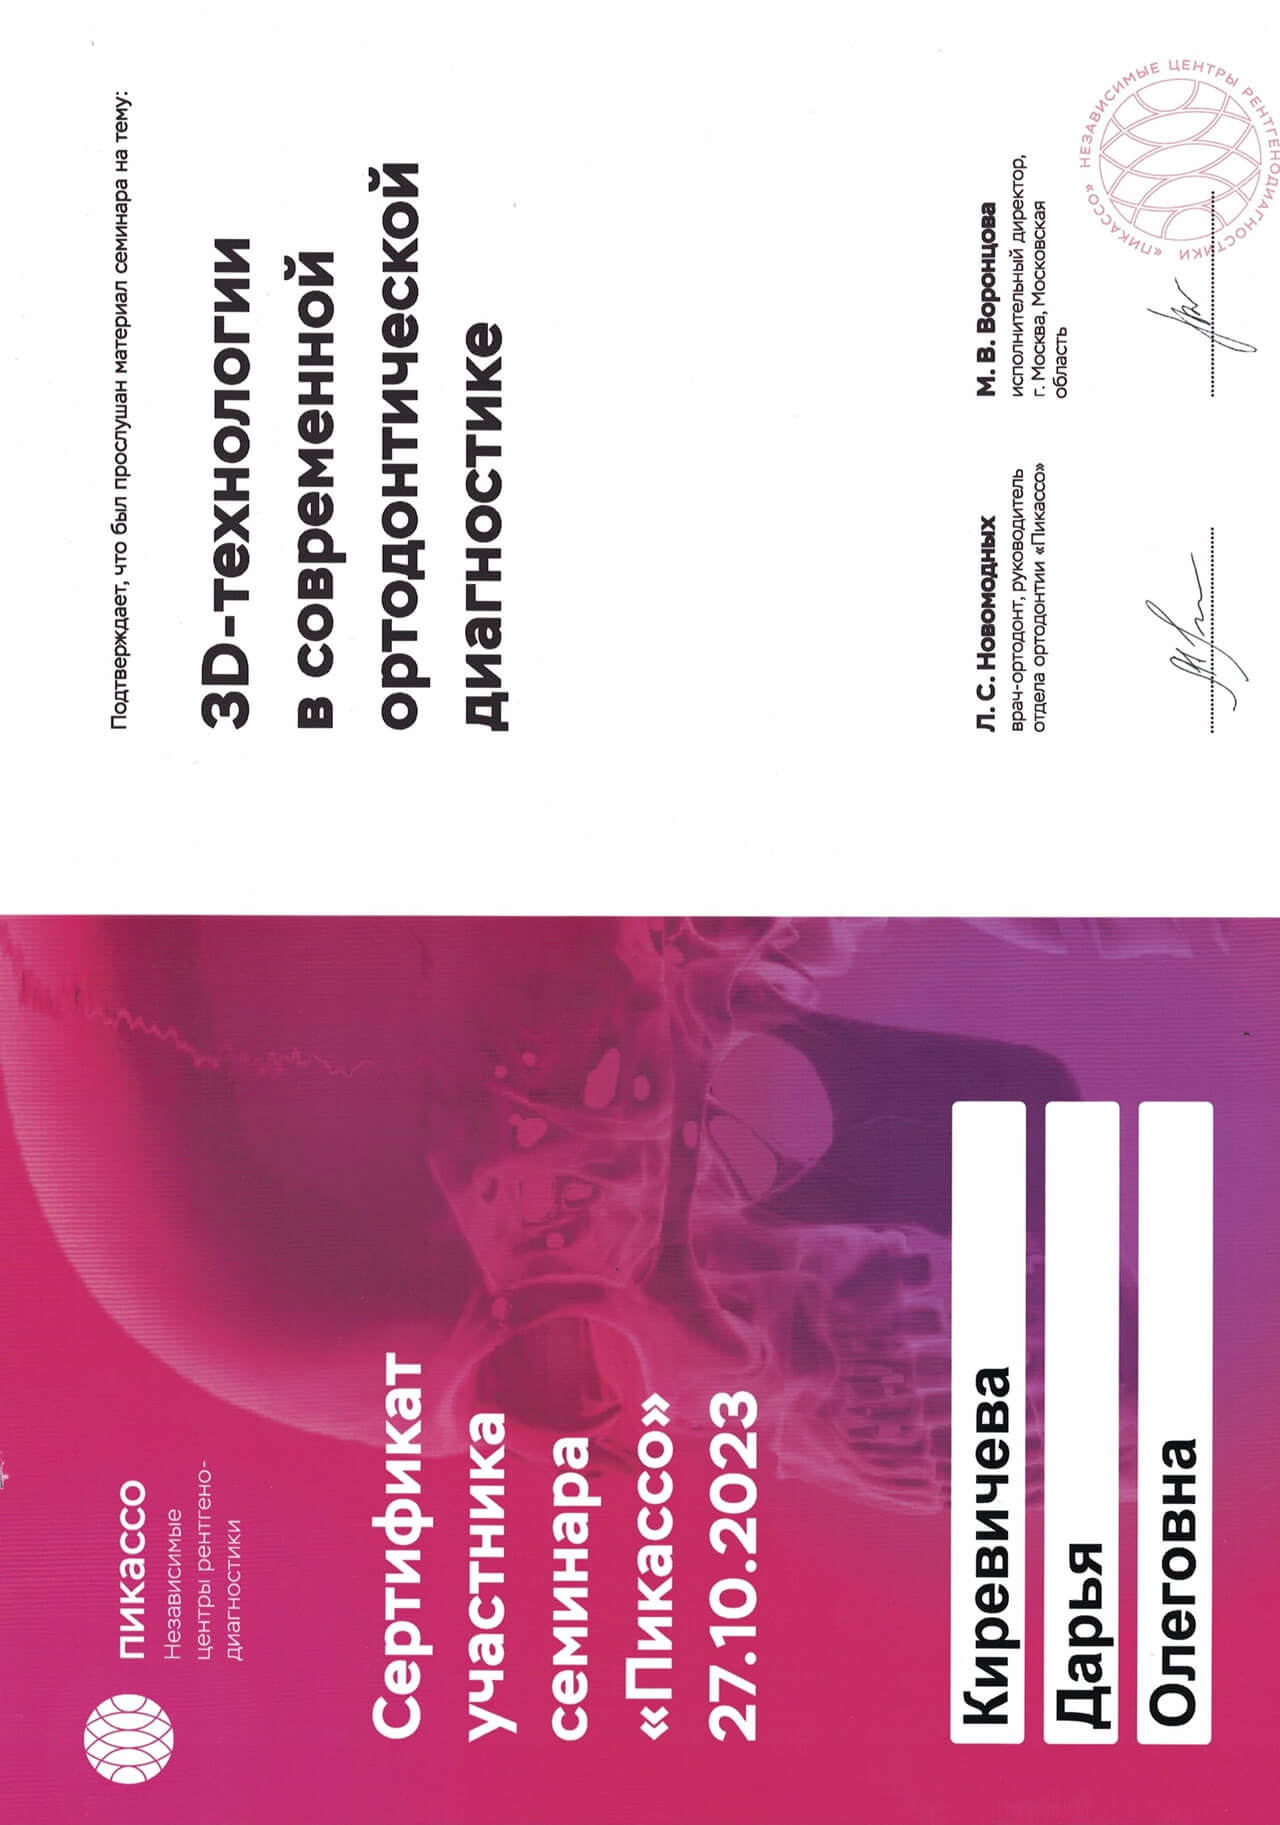 пикассо
Независимые
центры рентгено-
диагностики
Сертификат
участника
семинара
«Пикассо»
27.10.2023
Киревичева
Дарья
Олеговна
Подтверждает, что был прослушан материал семинара на тему:
3D-технологии
в современной
ортодонтической
диагностике
Л. С. Новомодных
врач-ортодонт, руководитель
отдела ортодонтии «Пикассо»
М. В. Воронцова
исполнительный директор,
г. Москва, Московская
область
«ПИКАССО» НЕЗАВИСИМЫЕ ЦЕНТРЫ РЕНТГЕНОДИАГНОСТИКИ